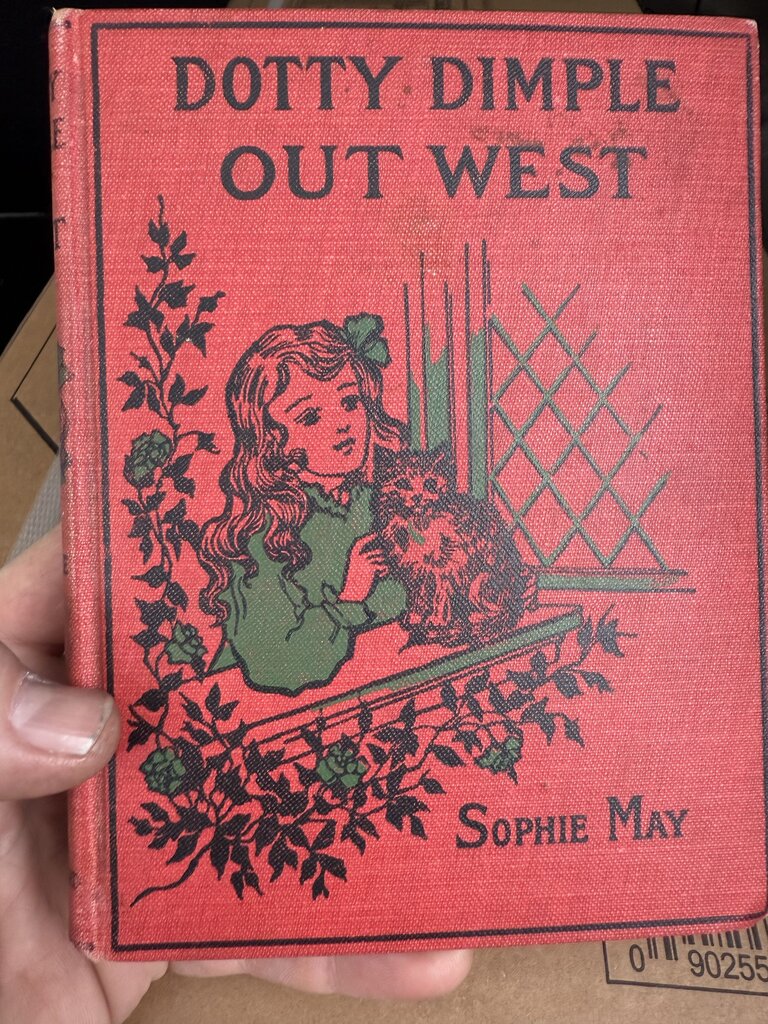 DOTTY DIMPLE
OUT WEST
SOPHIE MAY
0 90255